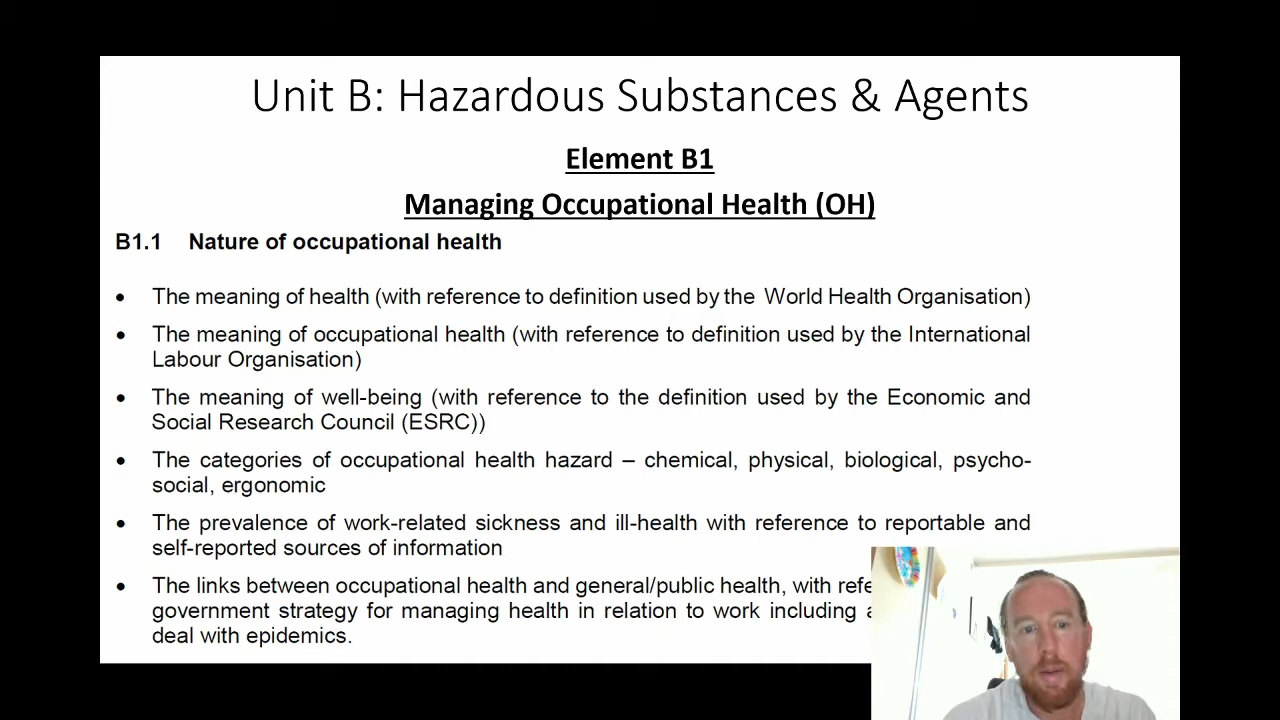 Unit B: Hazardous Substances & Agents
Element B1
Managing Occupational Health (OH)
B1.1 Nature of occupational health
• The meaning of health (with reference to definition used by the World Health Organisation)
• The meaning of occupational health (with reference to definition used by the International
Labour Organisation)
• The meaning of well-being (with reference to the definition used by the Economic and
Social Research Council (ESRC))
• The categories of occupational health hazard – chemical, physical, biological, psycho-
social, ergonomic
• The prevalence of work-related sickness and ill-health with reference to reportable and
self-reported sources of information
• The links between occupational health and general/public health, with
government strategy for managing health in relation to work including
deal with epidemics.